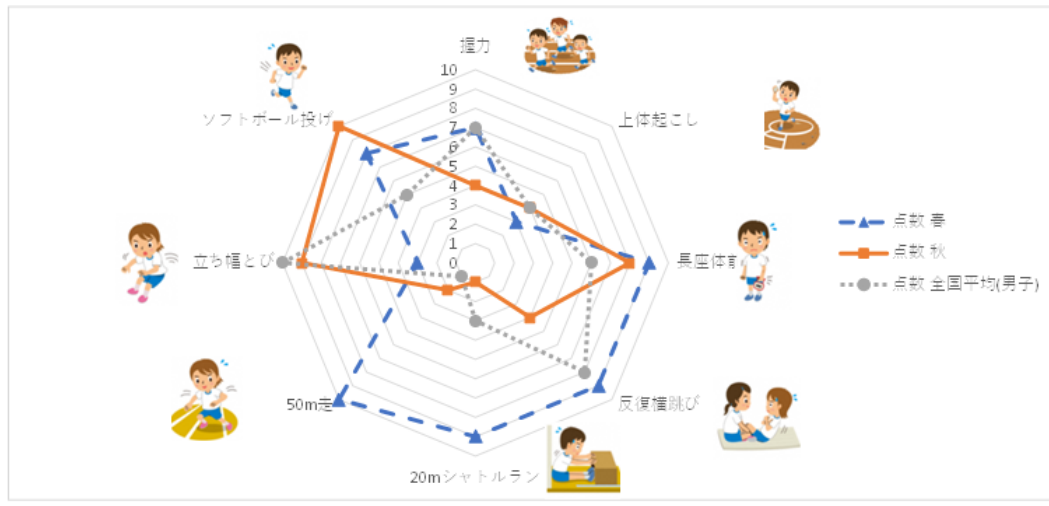 握力
10
9
8
7
6
5
4
3
2
1
0
上体起こし
長座体前
反復横跳び
20mシャトルラン
50m走
立ち幅とび
ソフトボール投げ
点数 春
点数 秋
点数 全国平均(男子)